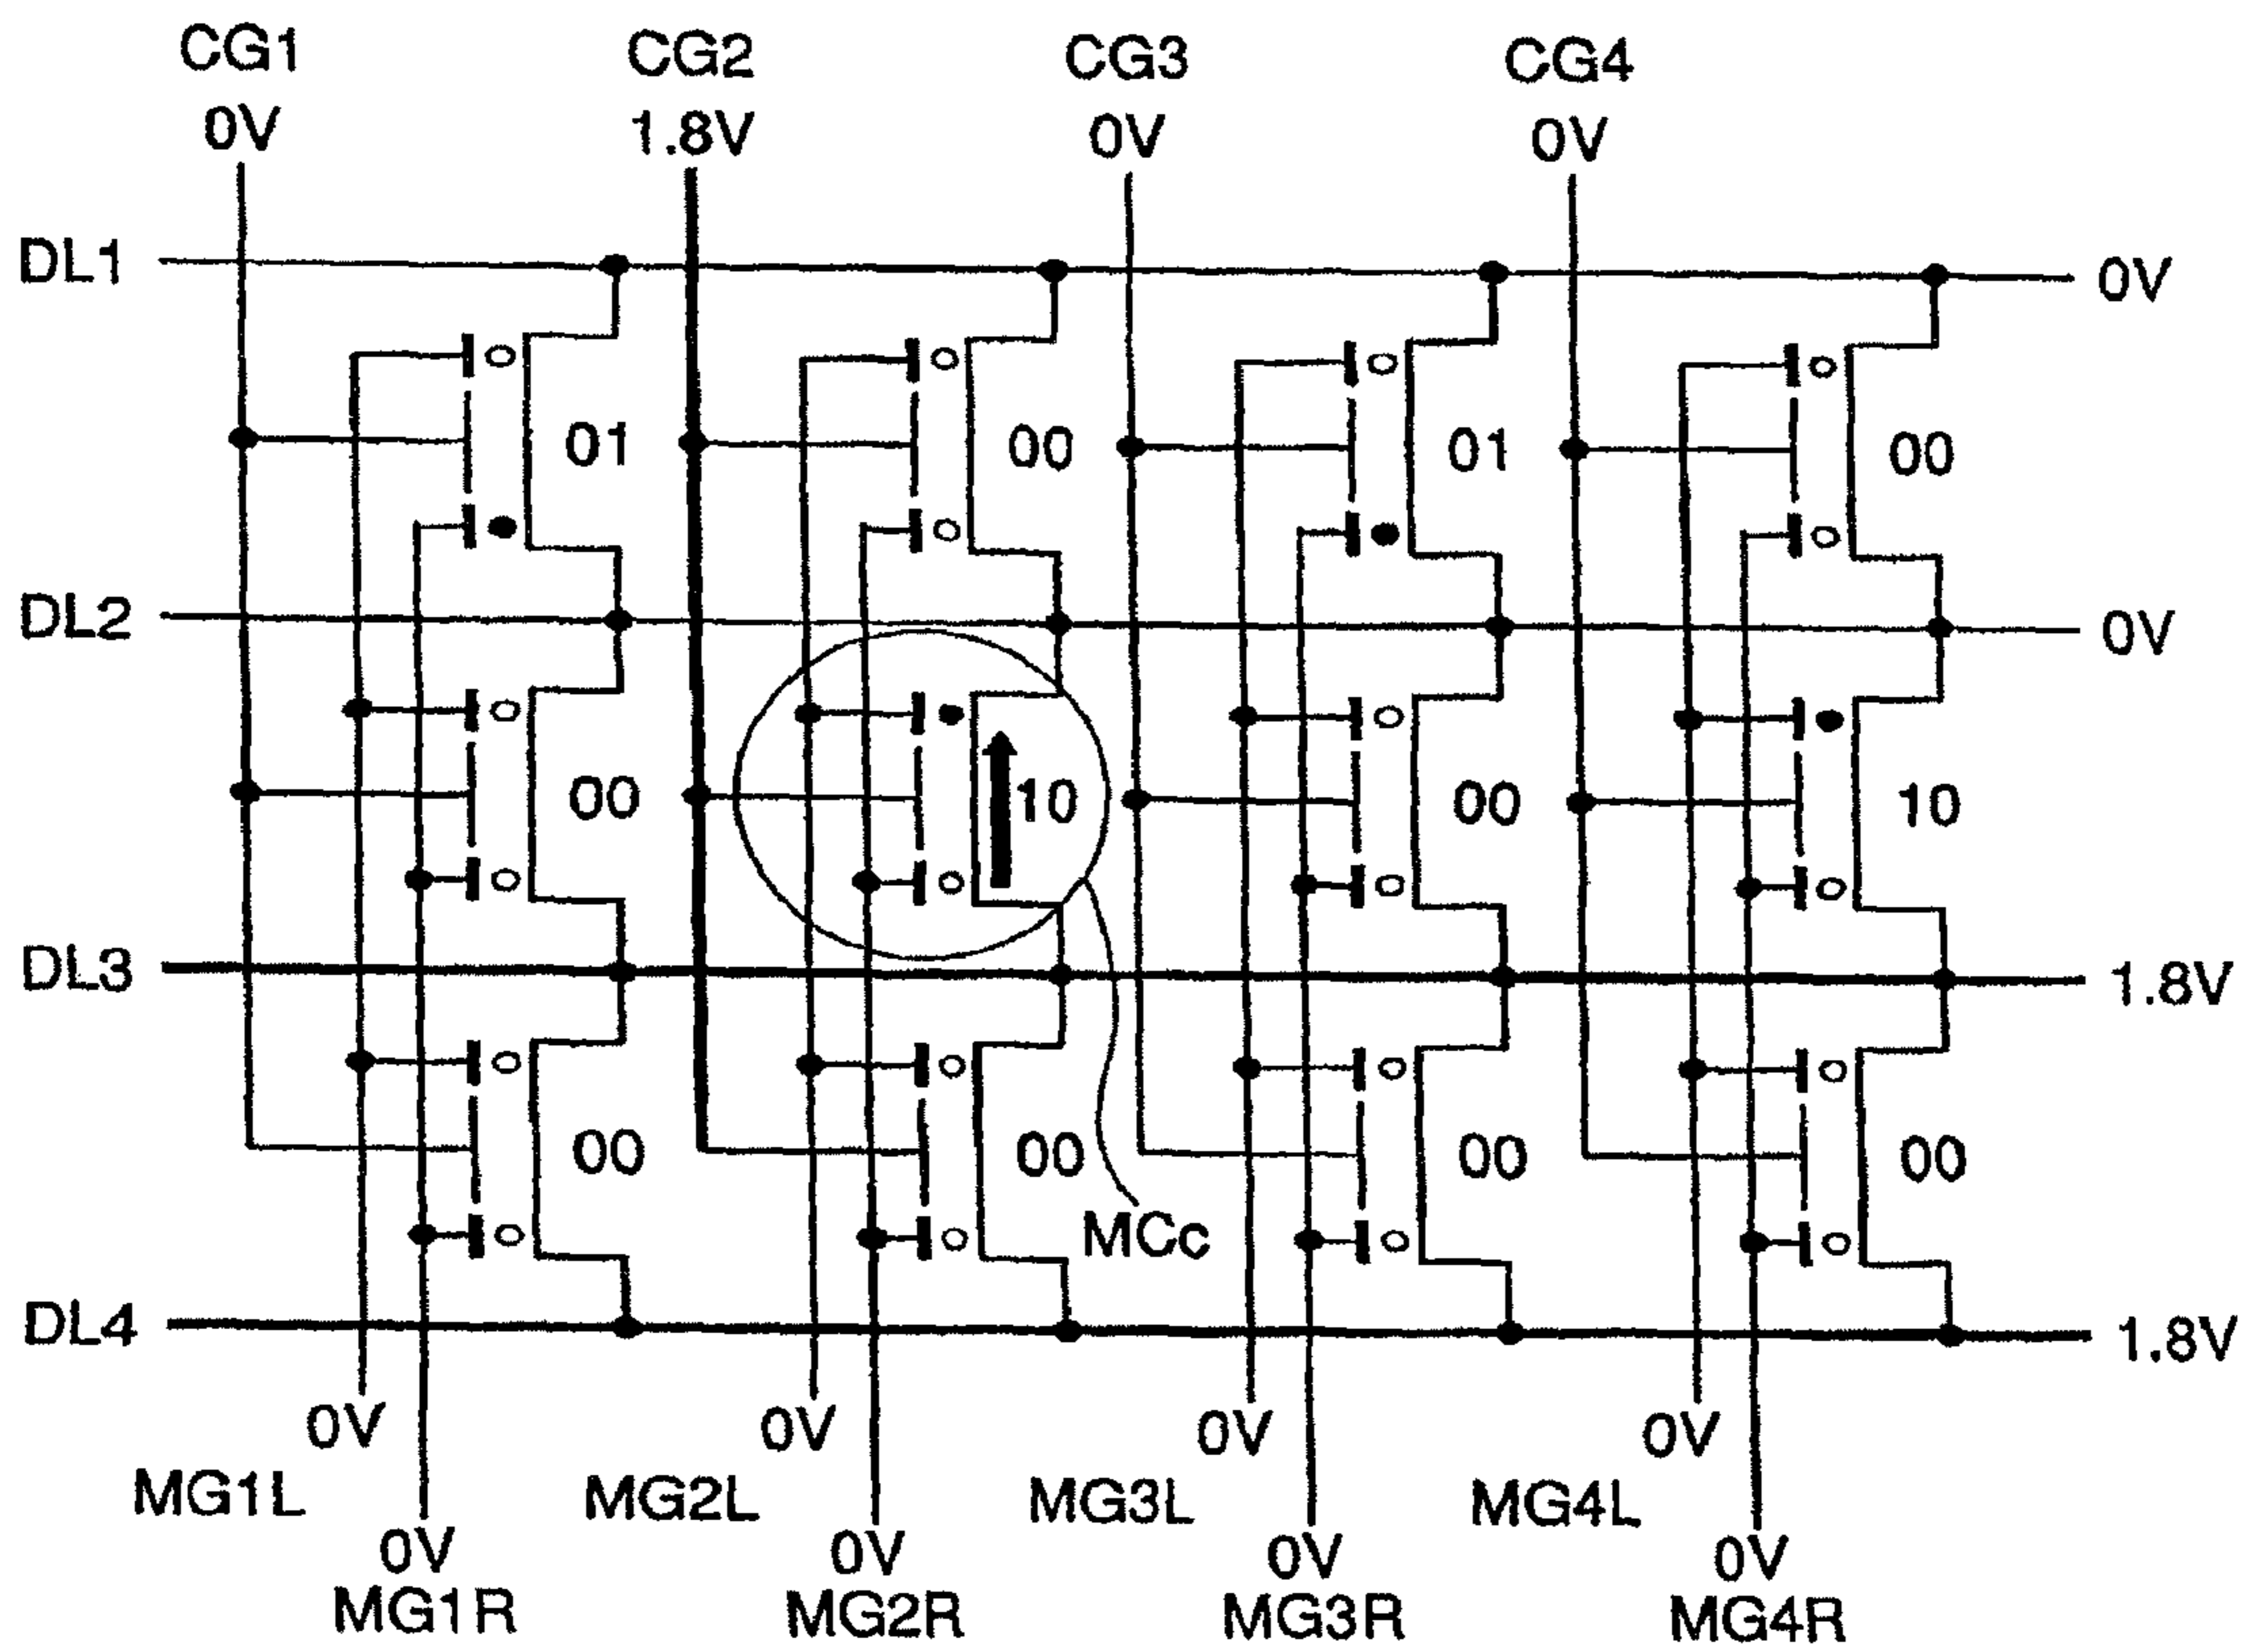 CG1 CG2 CG3 CG4
0V 1.8V 0V 0V
DL1 0V
01 00 01 00
DL2 0V
00 10 00 10
DL3 1.8V
00 00 00 00
MCc
DL4 1.8V
0V 0V 0V 0V
MG1L MG2L MG3L MG4L
0V 0V 0V 0V
MG1R MG2R MG3R MG4R